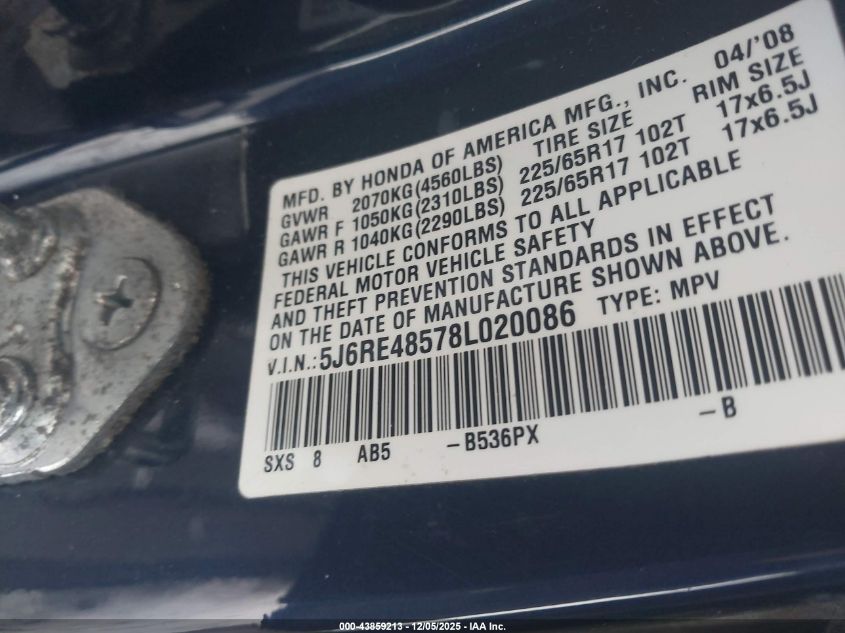 MFD. BY HONDA OF AMERICA MFG., INC. 04/'08
GVWR 2070KG(4560LBS) TIRE SIZE RIM SIZE
GAWR F 1050KG(2310LBS) 225/65R17 102T 17x6.5J
GAWR R 1040KG(2290LBS) 225/65R17 102T 17x6.5J
THIS VEHICLE CONFORMS TO ALL APPLICABLE
FEDERAL MOTOR VEHICLE SAFETY
AND THEFT PREVENTION STANDARDS IN EFFECT
ON THE DATE OF MANUFACTURE SHOWN ABOVE.
V.I.N.:5J6RE48578L020086 TYPE: MPV
SXS 8 AB5 -B536PX -B
000-43859213 - 12/05/2025 - IAA Inc.